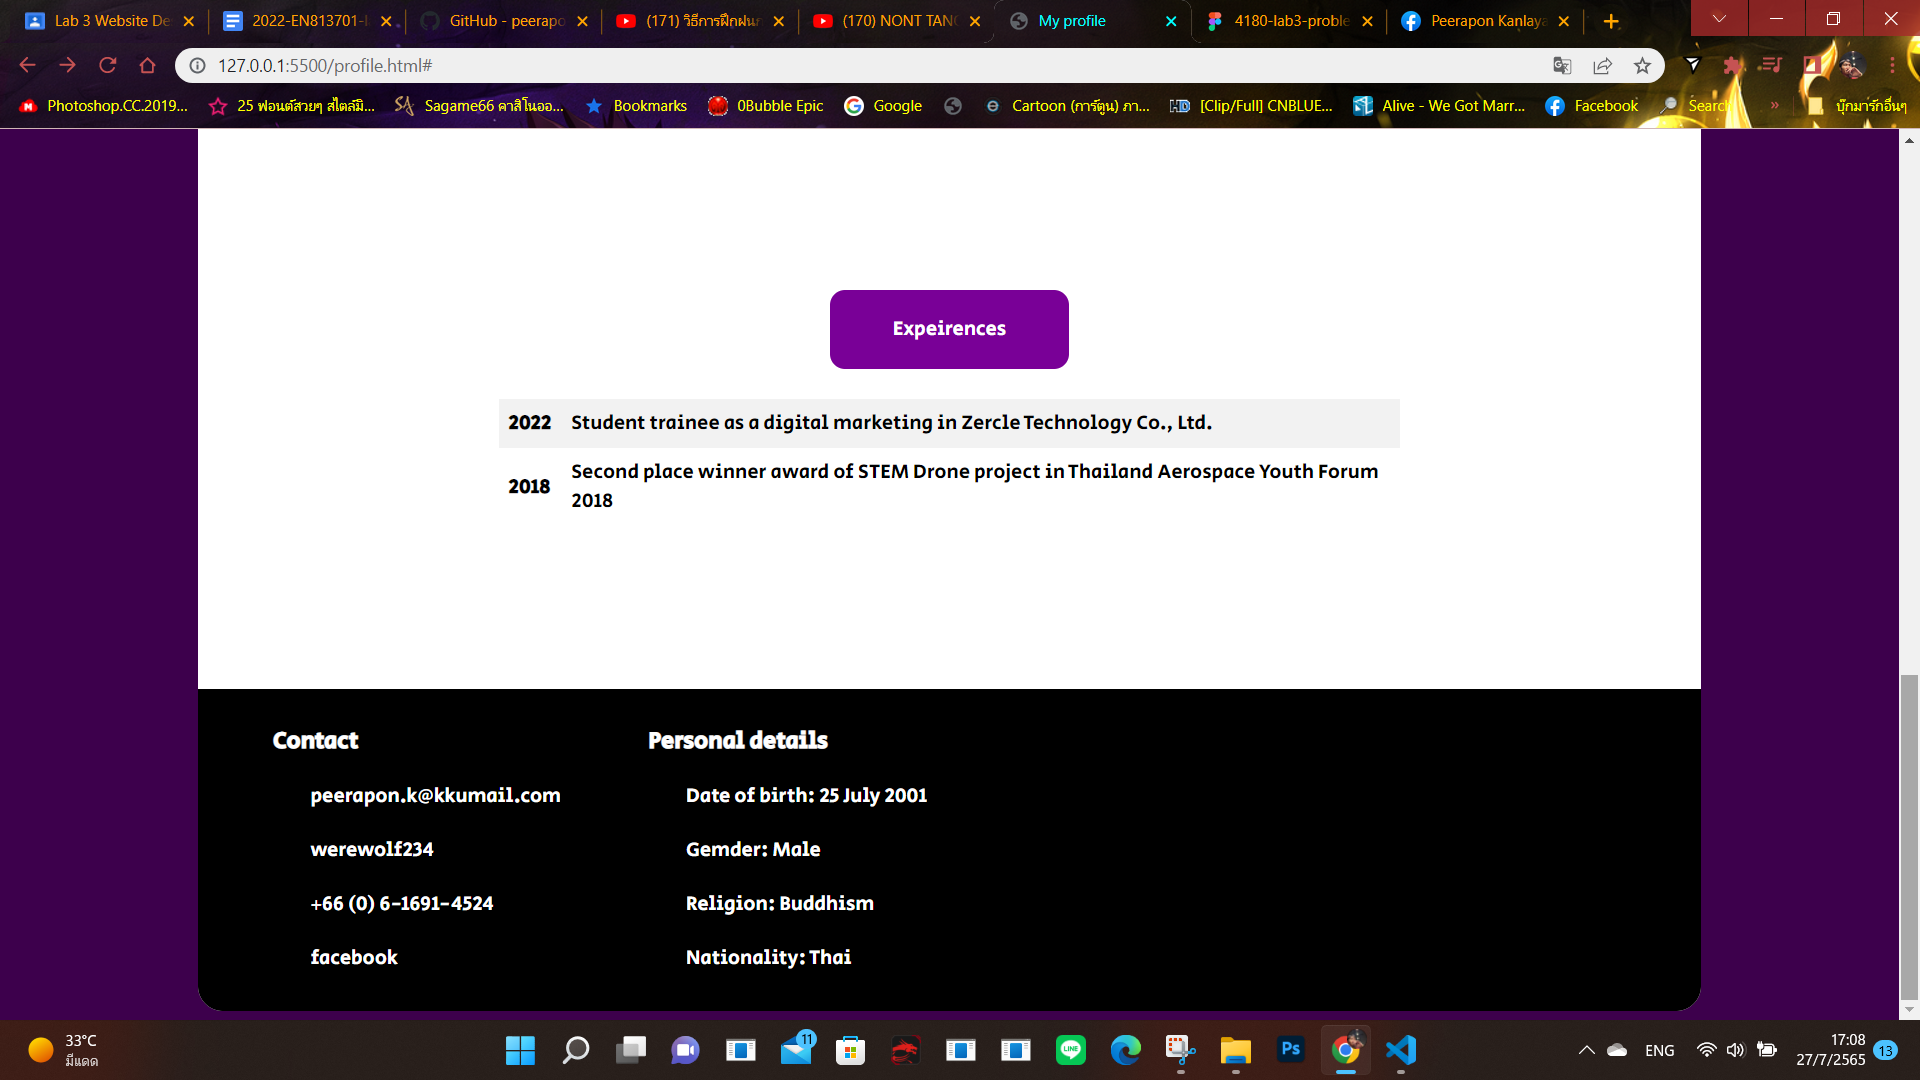 Lab 3 Website De
2022-EN813701-
GitHub - peerapo
(171) วิธีการฝึกฝน
(170) NONT TAN
My profile
4180-lab3-proble
Peerapon Kanlaya
127.0.0.1:5500/profile.html#
Photoshop.CC.2019...
25 ฟอนต์สวยๆ สไตล์มิ...
Sagame66 คาสิโนออ...
Bookmarks
0Bubble Epic
Google
Cartoon (การ์ตูน) ภา...
[Clip/Full] CNBLUE...
Alive - We Got Marr...
Facebook
Search
»
บุ๊กมาร์กอื่นๆ
Expeirences
2022 Student trainee as a digital marketing in Zercle Technology Co., Ltd.
2018 Second place winner award of STEM Drone project in Thailand Aerospace Youth Forum
2018
Contact
peerapon.k@kkumail.com
werewolf234
+66 (0) 6-1691-4524
facebook
Personal details
Date of birth: 25 July 2001
Gemder: Male
Religion: Buddhism
Nationality: Thai
33°C
มีแดด
11
LINE
Ps
ENG
17:08
27/7/2565
13